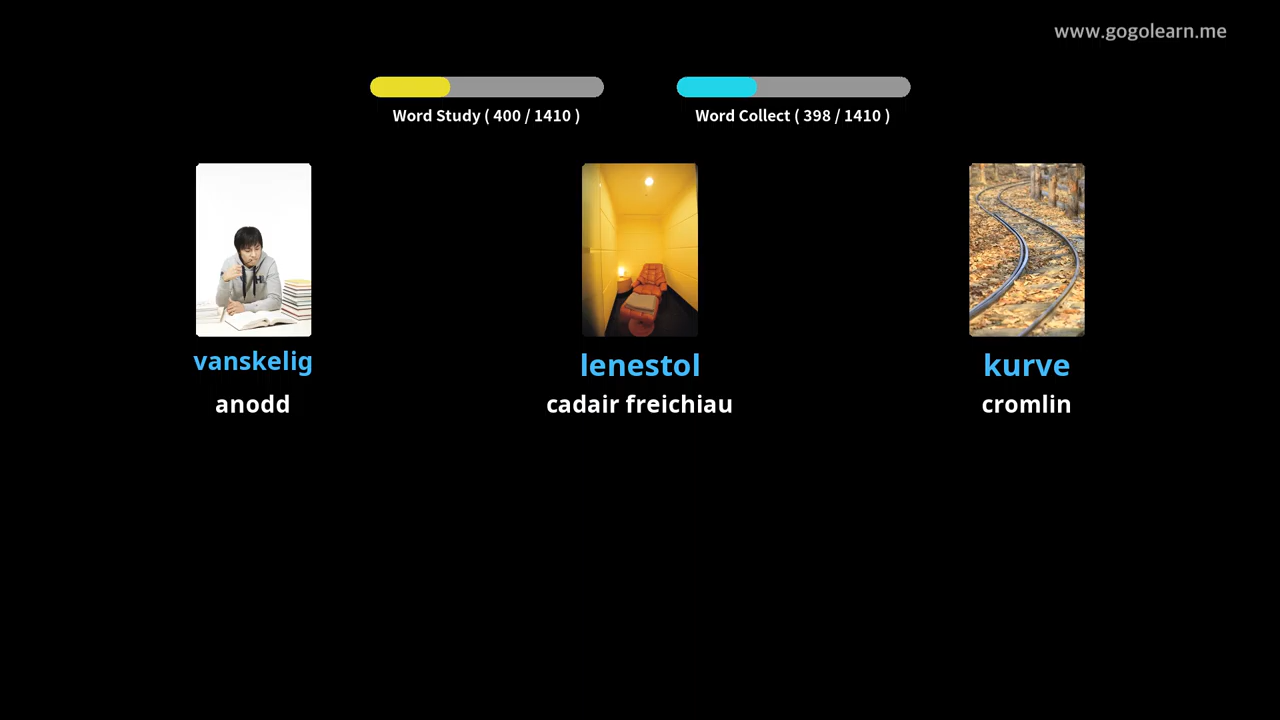 www.gogolearn.me
Word Study ( 400 / 1410 )
Word Collect ( 398 / 1410 )
vanskelig
lenestol
kurve
anodd
cadair freichiau
cromlin